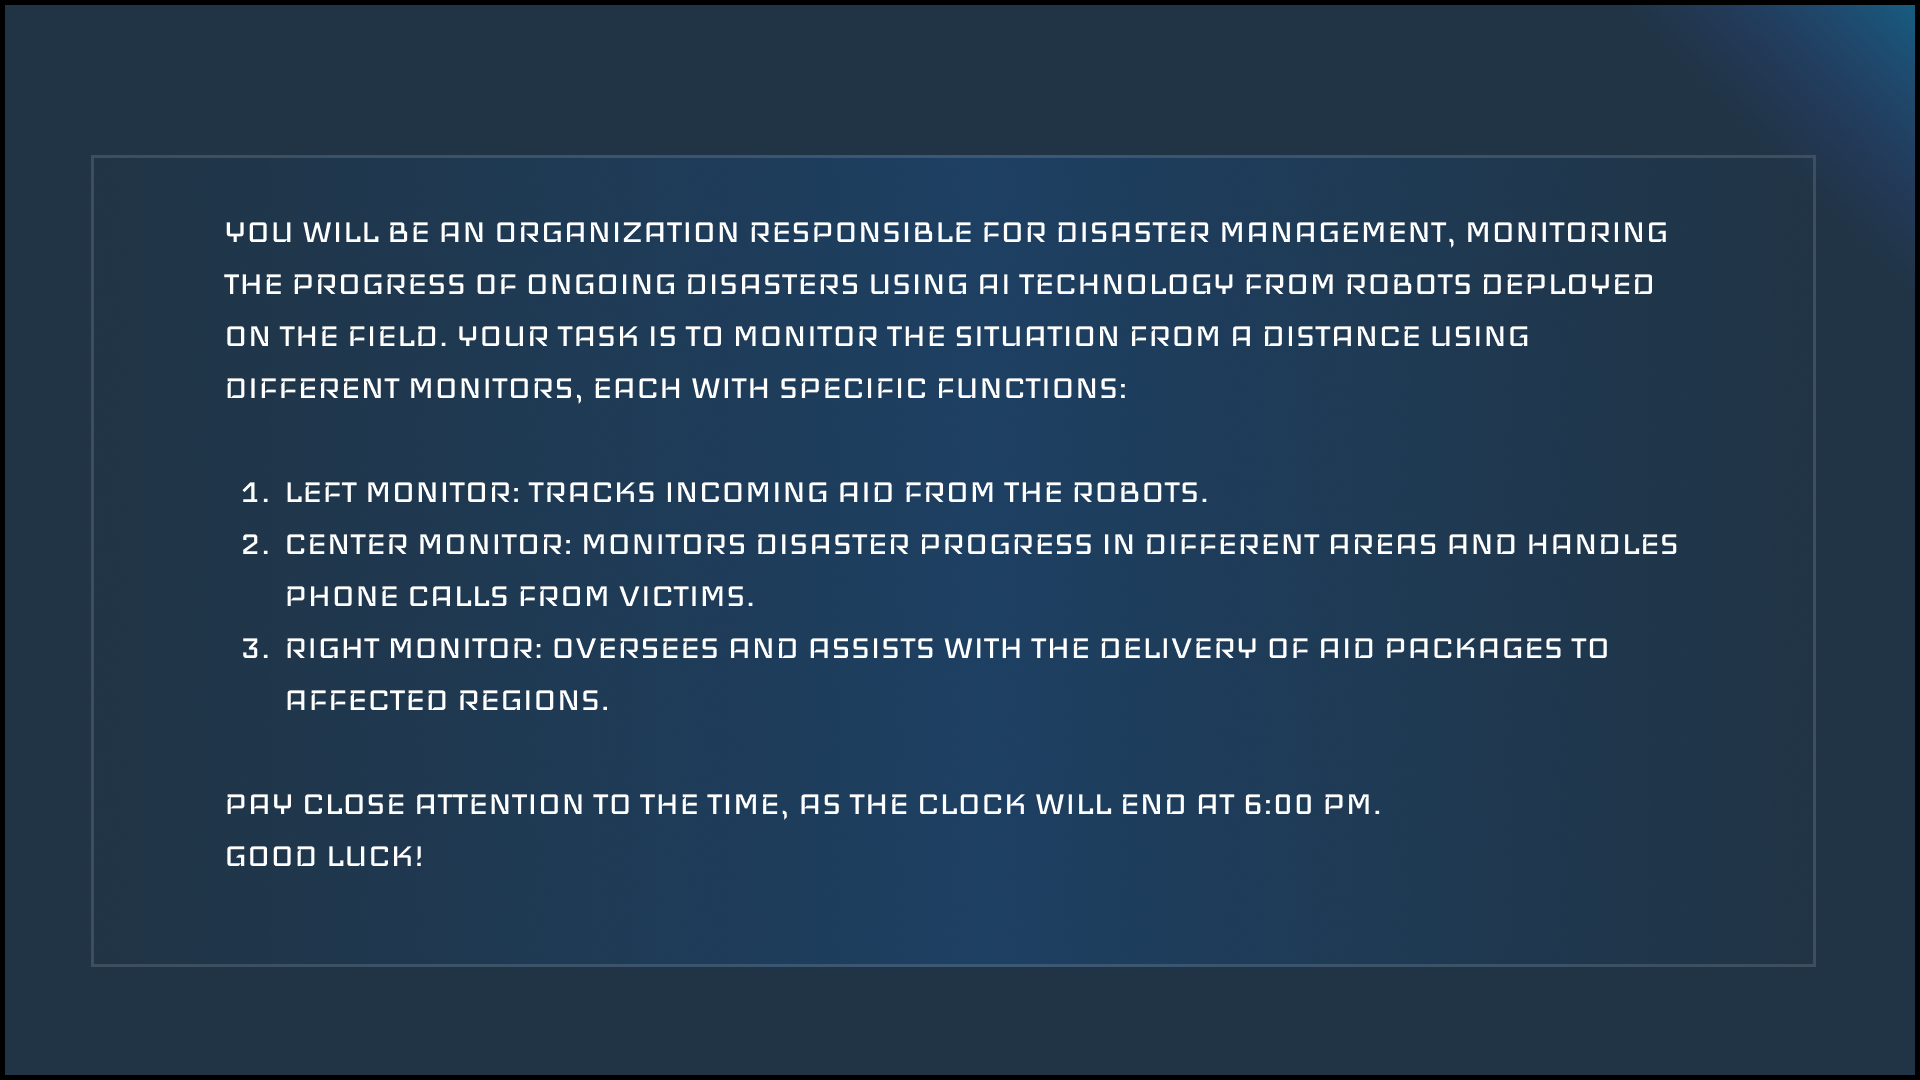 YOU WILL BE AN ORGANIZATION RESPONSIBLE FOR DISASTER MANAGEMENT, MONITORING
THE PROGRESS OF ONGOING DISASTERS USING AI TECHNOLOGY FROM ROBOTS DEPLOYED
ON THE FIELD. YOUR TASK IS TO MONITOR THE SITUATION FROM A DISTANCE USING
DIFFERENT MONITORS, EACH WITH SPECIFIC FUNCTIONS:
1. LEFT MONITOR: TRACKS INCOMING AID FROM THE ROBOTS.
2. CENTER MONITOR: MONITORS DISASTER PROGRESS IN DIFFERENT AREAS AND HANDLES
PHONE CALLS FROM VICTIMS.
3. RIGHT MONITOR: OVERSEES AND ASSISTS WITH THE DELIVERY OF AID PACKAGES TO
AFFECTED REGIONS.
PAY CLOSE ATTENTION TO THE TIME, AS THE CLOCK WILL END AT 6:00 PM.
GOOD LUCK!